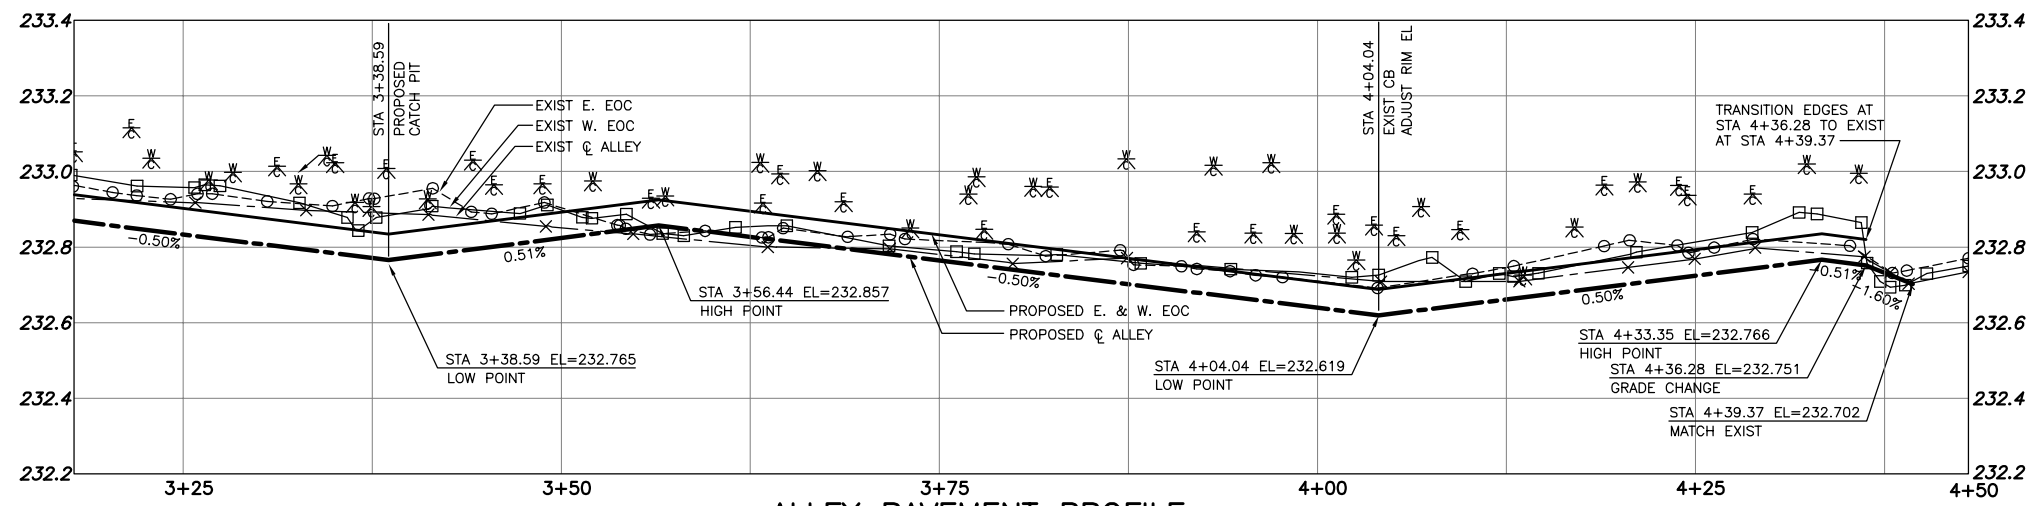 233.4
233.2
233.0
232.8
232.6
232.4
232.2
233.4
233.2
233.0
232.8
232.6
232.4
232.2
STA 3+38.59
PROPOSED
CATCH PIT
EXIST E. EOC
EXIST W. EOC
EXIST ℄ ALLEY
STA 4+04.04
EXIST CB
ADJUST RIM EL
TRANSITION EDGES AT
STA 4+36.28 TO EXIST
AT STA 4+39.37
-0.50%
0.51%
-0.50%
0.50%
-0.51%
-1.60%
STA 3+56.44 EL=232.857
HIGH POINT
PROPOSED E. & W. EOC
PROPOSED ℄ ALLEY
STA 3+38.59 EL=232.765
LOW POINT
STA 4+04.04 EL=232.619
LOW POINT
STA 4+33.35 EL=232.766
HIGH POINT
STA 4+36.28 EL=232.751
GRADE CHANGE
STA 4+39.37 EL=232.702
MATCH EXIST
3+25
3+50
3+75
4+00
4+25
4+50
ALLEY PAVEMENT PROFILE